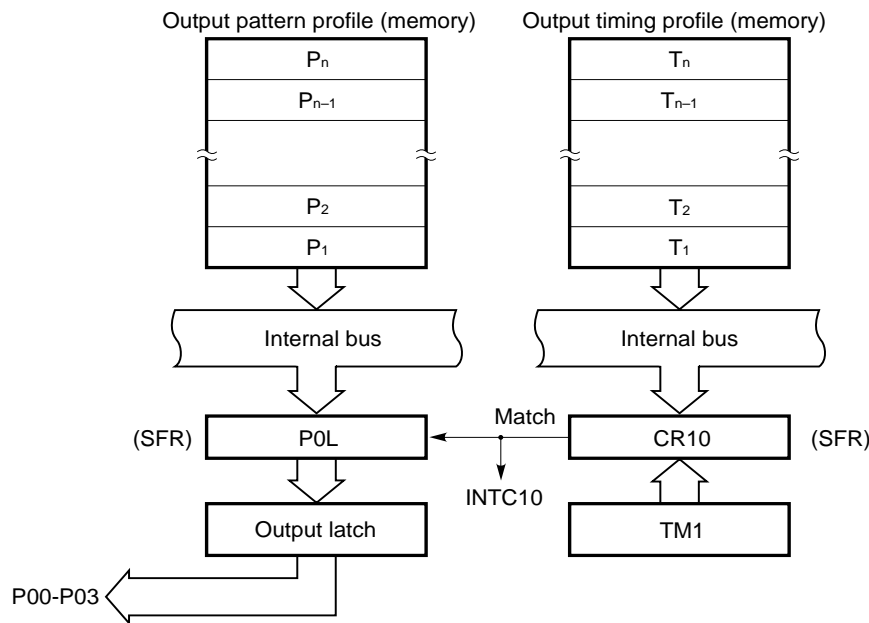 Output pattern profile (memory)
Output timing profile (memory)
Pn
Pn–1
P2
P1
Tn
Tn–1
T2
T1
Internal bus
Internal bus
(SFR)
P0L
Match
CR10
(SFR)
INTC10
Output latch
TM1
P00-P03